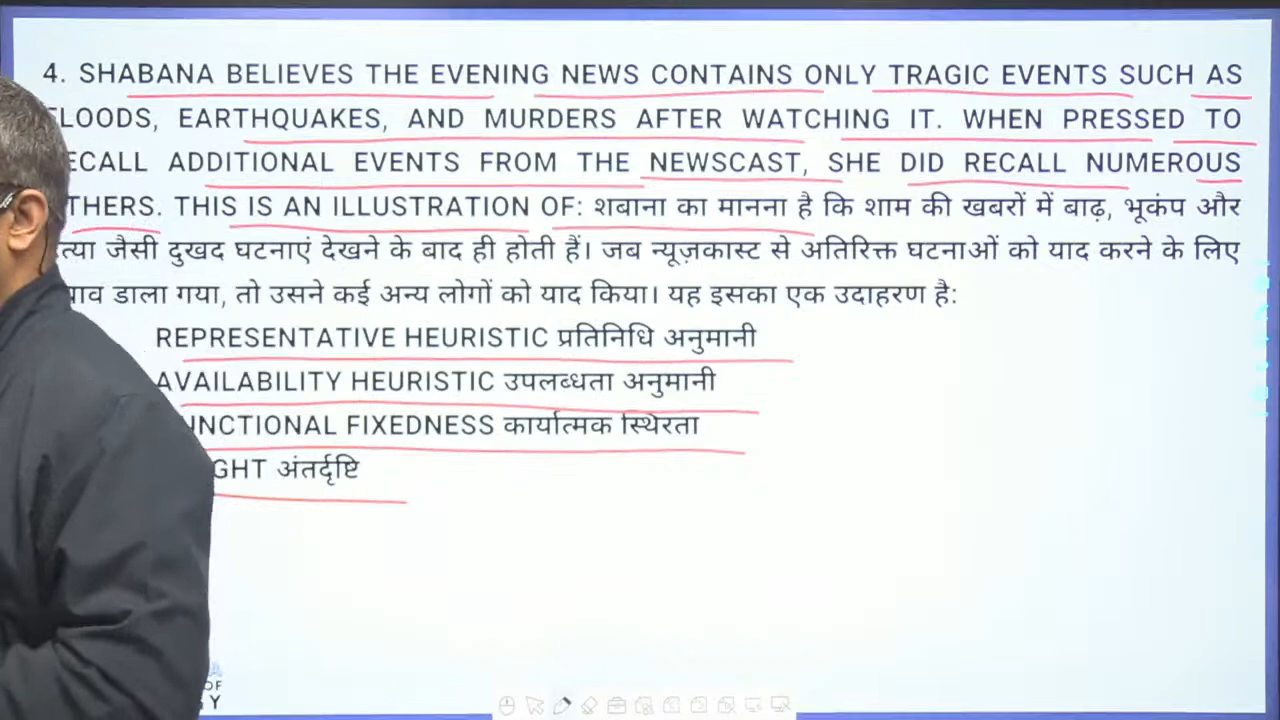 4. SHABANA BELIEVES THE EVENING NEWS CONTAINS ONLY TRAGIC EVENTS SUCH AS
LOODS, EARTHQUAKES, AND MURDERS AFTER WATCHING IT. WHEN PRESSED TO
ECALL ADDITIONAL EVENTS FROM THE NEWSCAST, SHE DID RECALL NUMEROUS
THERS. THIS IS AN ILLUSTRATION OF: शबाना का मानना है कि शाम की खबरों में बाढ़, भूकंप और
त्या जैसी दुखद घटनाएं देखने के बाद ही होती हैं। जब न्यूज़कास्ट से अतिरिक्त घटनाओं को याद करने के लिए
डाला गया, तो उसने कई अन्य लोगों को याद किया। यह इसका एक उदाहरण है:
REPRESENTATIVE HEURISTIC प्रतिनिधि अनुमानी
AVAILABILITY HEURISTIC उपलब्धता अनुमानी
NCTIONAL FIXEDNESS कार्यात्मक स्थिरता
GHT अंतर्दृष्टि